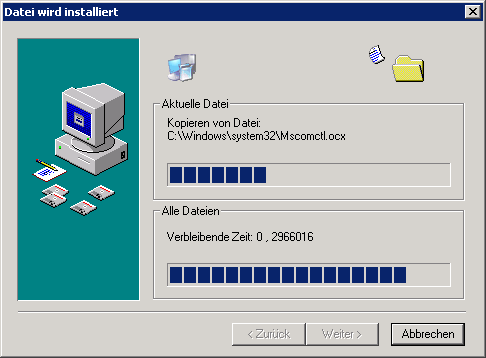 Datei wird installiert
Aktuelle Datei
Kopieren von Datei:
C:\Windows\system32\Mscomctl.ocx
Alle Dateien
Verbleibende Zeit: 0 , 2966016
< Zurück
Weiter >
Abbrechen